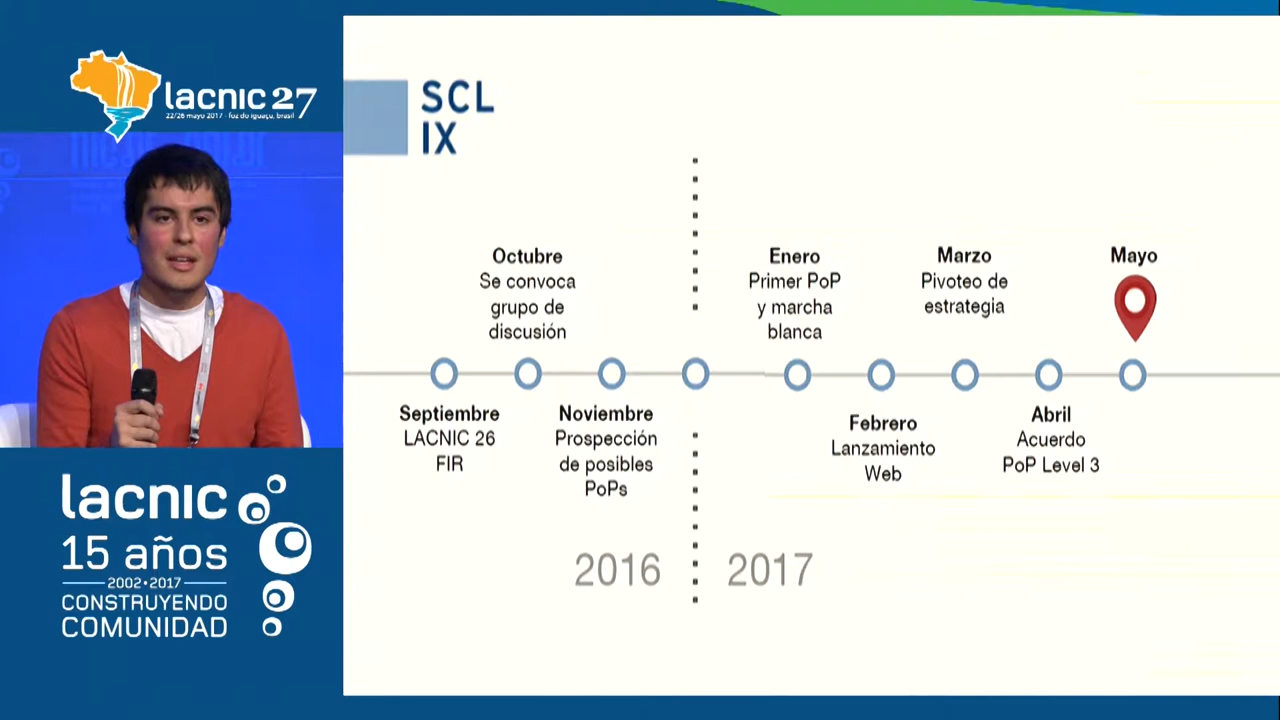 lacnic 27
22/26 mayo 2017 - foz do iguaçu, brasil
lacnic
15 años
2002•2017
CONSTRUYENDO
COMUNIDAD
SCL
IX
Octubre
Se convoca
grupo de
discusión
Enero
Primer PoP
y marcha
blanca
Marzo
Pivoteo de
estrategia
Mayo
Septiembre
LACNIC 26
FIR
Noviembre
Prospección
de posibles
PoPs
Febrero
Lanzamiento
Web
Abril
Acuerdo
PoP Level 3
2016
2017